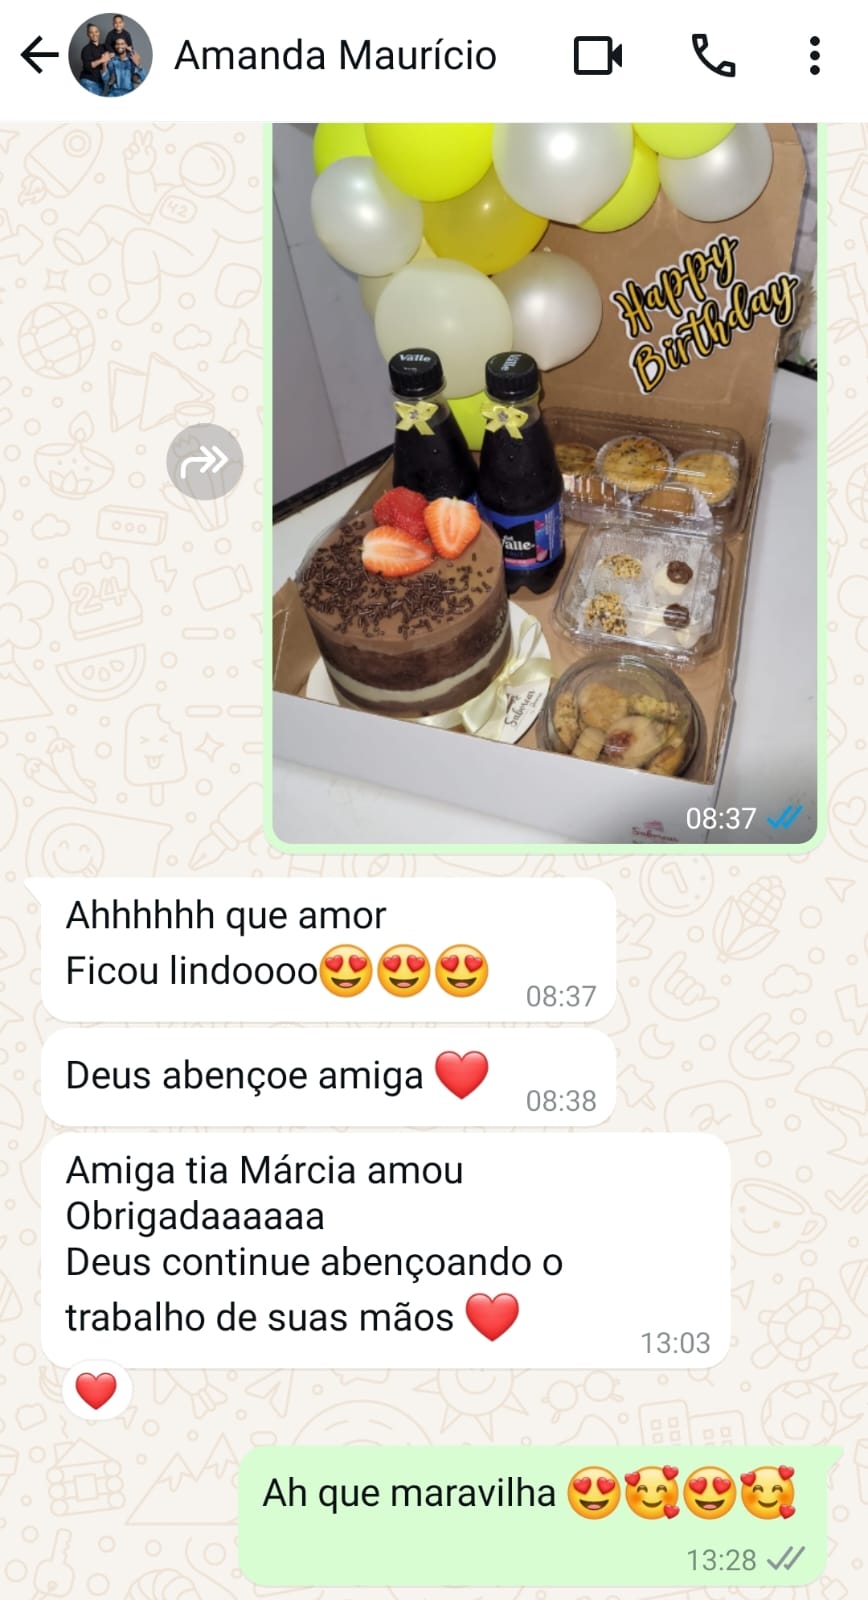 Amanda Maurício
Happy
Birthday
Valle
Valle
Valle
Saborear
08:37
Ahhhhhh que amor
Ficou lindoooo😍😍😍
08:37
Deus abençoe amiga ❤️
08:38
Amiga tia Márcia amou
Obrigadaaaaaa
Deus continue abençoando o
trabalho de suas mãos ❤️
13:03
❤️
Ah que maravilha 😍🥰😍🥰
13:28